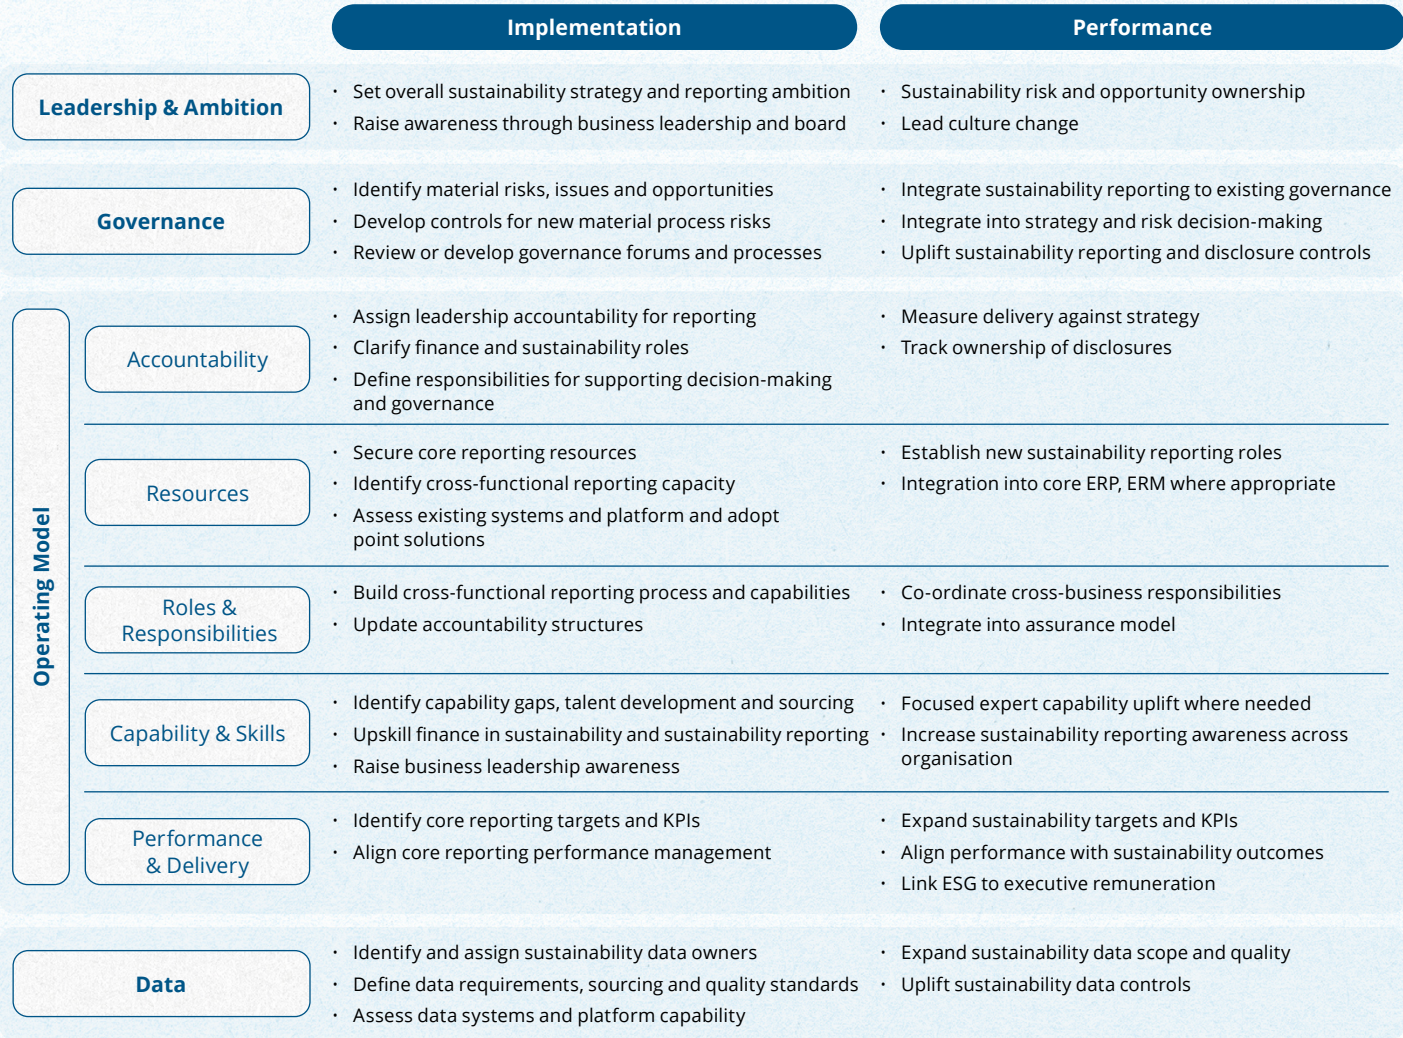 Implementation
Performance
Leadership & Ambition
· Set overall sustainability strategy and reporting ambition
· Raise awareness through business leadership and board
· Sustainability risk and opportunity ownership
· Lead culture change
Governance
· Identify material risks, issues and opportunities
· Develop controls for new material process risks
· Review or develop governance forums and processes
· Integrate sustainability reporting to existing governance
· Integrate into strategy and risk decision-making
· Uplift sustainability reporting and disclosure controls
Operating Model
Accountability
· Assign leadership accountability for reporting
· Clarify finance and sustainability roles
· Define responsibilities for supporting decision-making
and governance
· Measure delivery against strategy
· Track ownership of disclosures
Resources
· Secure core reporting resources
· Identify cross-functional reporting capacity
· Assess existing systems and platform and adopt
point solutions
· Establish new sustainability reporting roles
· Integration into core ERP, ERM where appropriate
Roles &
Responsibilities
· Build cross-functional reporting process and capabilities
· Update accountability structures
· Co-ordinate cross-business responsibilities
· Integrate into assurance model
Capability & Skills
· Identify capability gaps, talent development and sourcing
· Upskill finance in sustainability and sustainability reporting
· Raise business leadership awareness
· Focused expert capability uplift where needed
· Increase sustainability reporting awareness across
organisation
Performance
& Delivery
· Identify core reporting targets and KPIs
· Align core reporting performance management
· Expand sustainability targets and KPIs
· Align performance with sustainability outcomes
· Link ESG to executive remuneration
Data
· Identify and assign sustainability data owners
· Define data requirements, sourcing and quality standards
· Assess data systems and platform capability
· Expand sustainability data scope and quality
· Uplift sustainability data controls